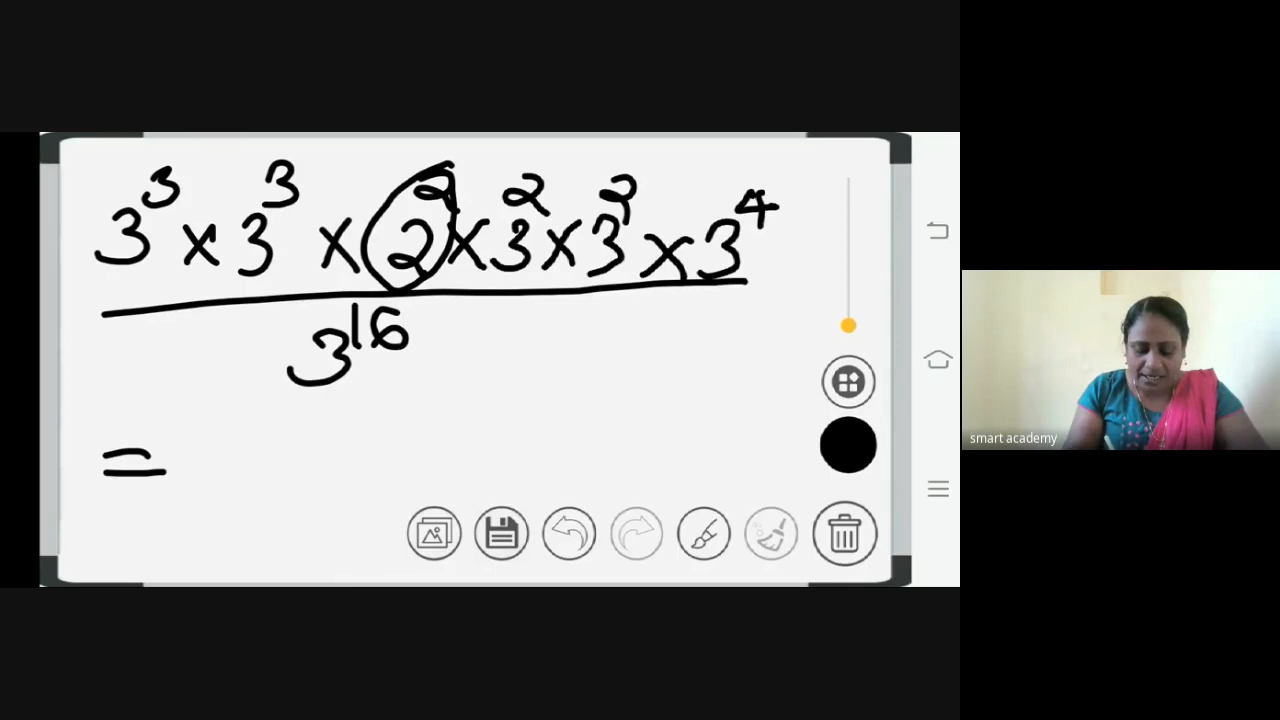 3³ × 3³ × 2² × 3² × 3² × 3⁴
3¹⁶
=
smart academy